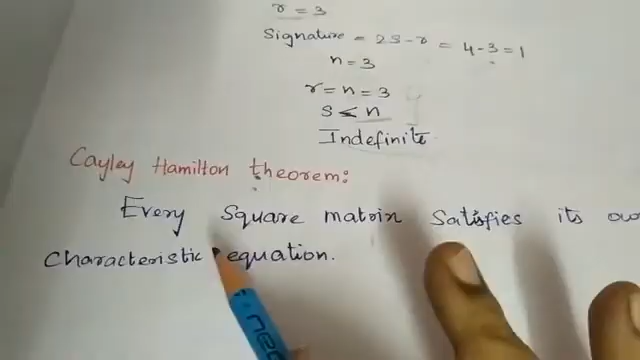 r = 3
Signature = 2S-r = 4-3 = 1
n = 3
r = n = 3
S < n
Indefinite
Cayley Hamilton theorem:
Every Square matrix Satisfies its
Characteristic equation.